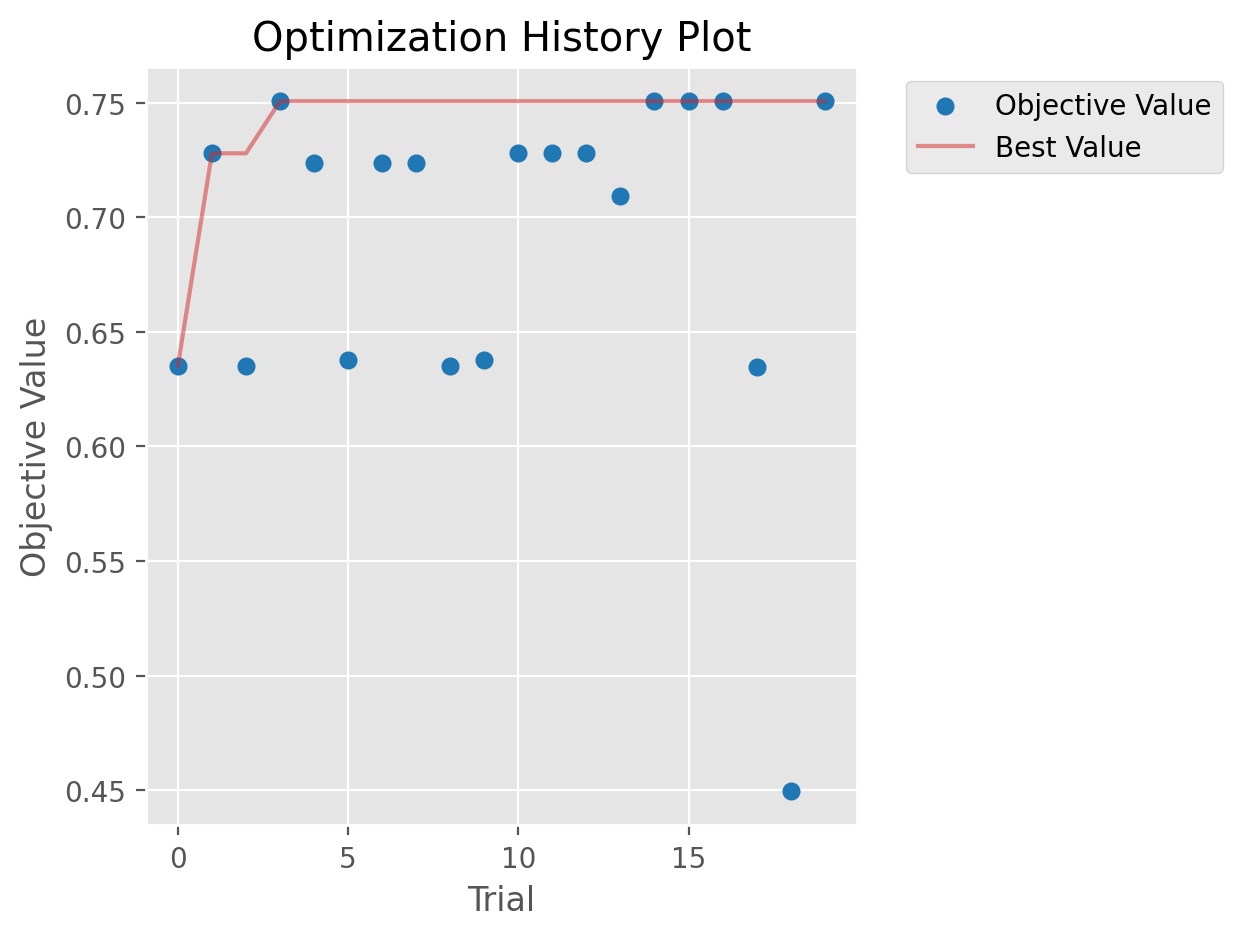 Optimization History Plot
Objective Value
Best Value
Objective Value
0.75
0.70
0.65
0.60
0.55
0.50
0.45
0 5 10 15
Trial